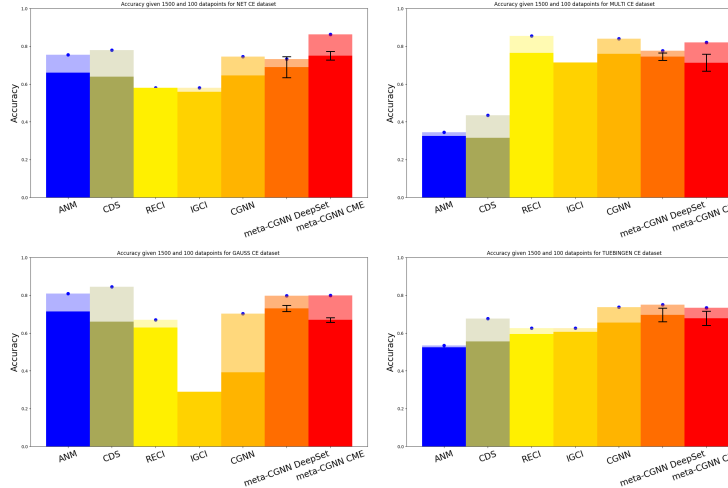 Accuracy given 1500 and 100 datapoints for NET CE dataset
Accuracy
1.0
0.8
0.6
0.4
0.2
0.0
ANM CDS RECI IGCI CGNN meta-CGNN DeepSet meta-CGNN CME
Accuracy given 1500 and 100 datapoints for MULTI CE dataset
Accuracy
1.0
0.8
0.6
0.4
0.2
0.0
ANM CDS RECI IGCI CGNN meta-CGNN DeepSet meta-CGNN C
Accuracy given 1500 and 100 datapoints for GAUSS CE dataset
Accuracy
1.0
0.8
0.6
0.4
0.2
0.0
ANM CDS RECI IGCI CGNN meta-CGNN DeepSet meta-CGNN CME
Accuracy given 1500 and 100 datapoints for TUEBINGEN CE dataset
Accuracy
1.0
0.8
0.6
0.4
0.2
0.0
ANM CDS RECI IGCI CGNN meta-CGNN DeepSet meta-CGNN C